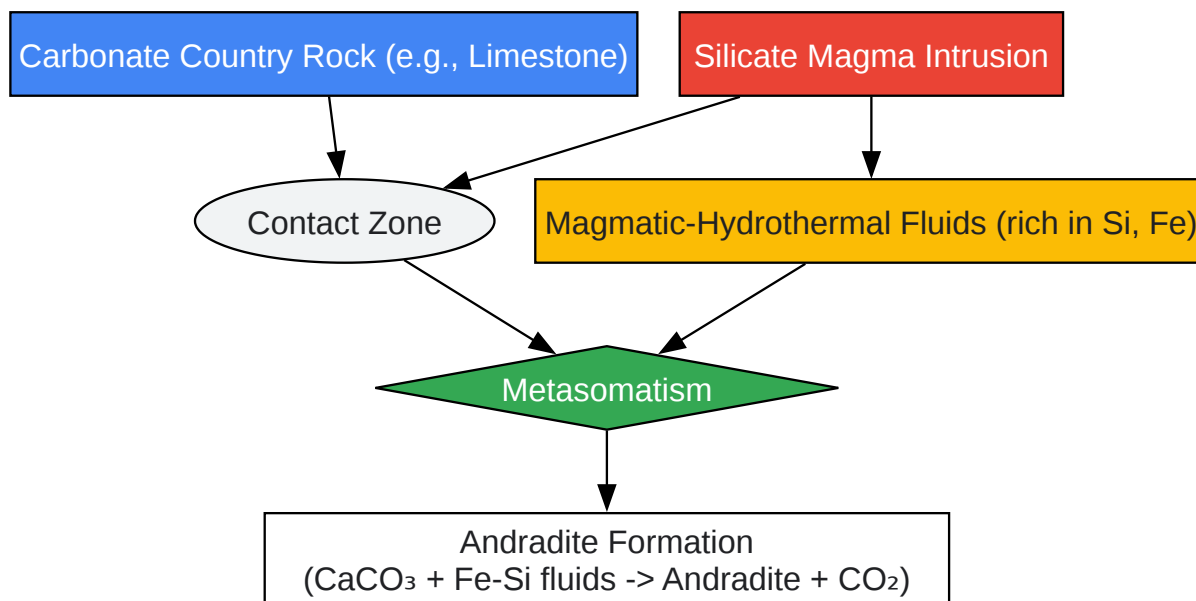 Carbonate Country Rock (e.g., Limestone)
Silicate Magma Intrusion
Contact Zone
Magmatic-Hydrothermal Fluids (rich in Si, Fe)
Metasomatism
Andradite Formation
(CaCO₃ + Fe-Si fluids -> Andradite + CO₂)